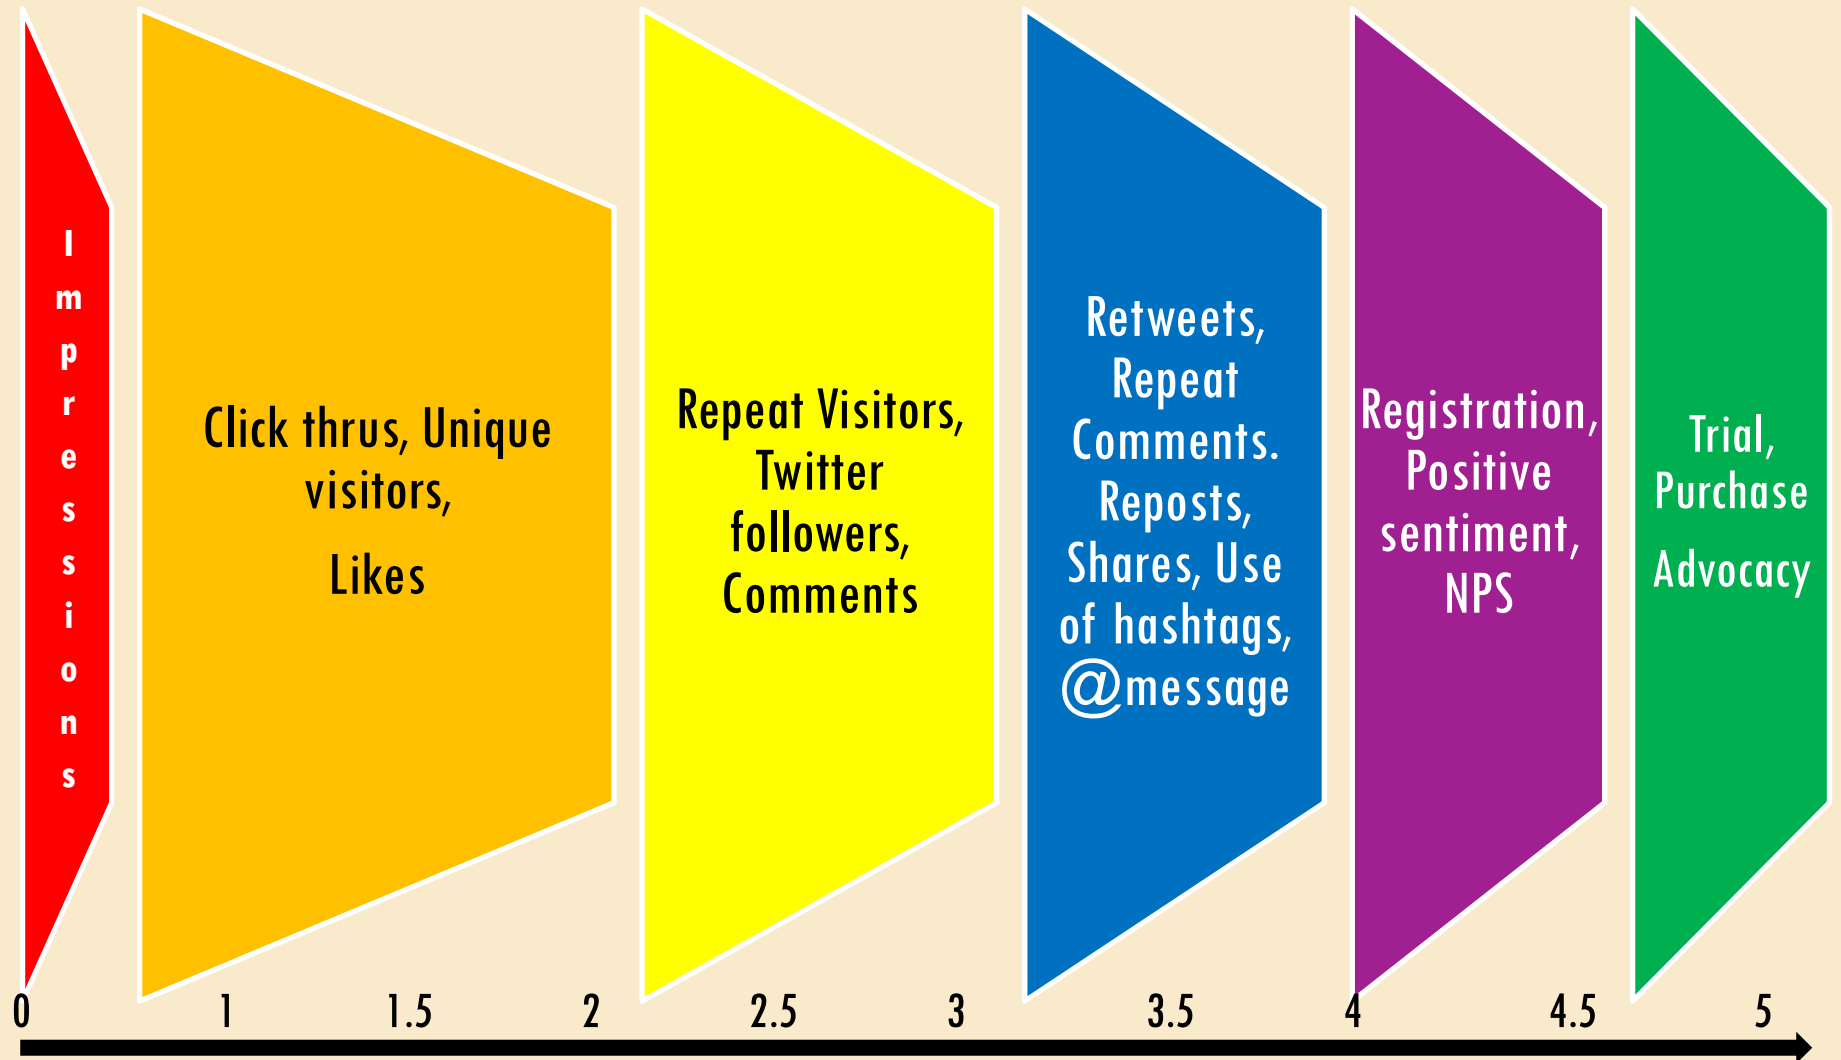 Impressions
Click thrus, Unique
visitors,
Likes
Repeat Visitors,
Twitter
followers,
Comments
Retweets,
Repeat
Comments.
Reposts,
Shares, Use
of hashtags,
@message
Registration,
Positive
sentiment,
NPS
Trial,
Purchase
Advocacy
0 1 1.5 2 2.5 3 3.5 4 4.5 5